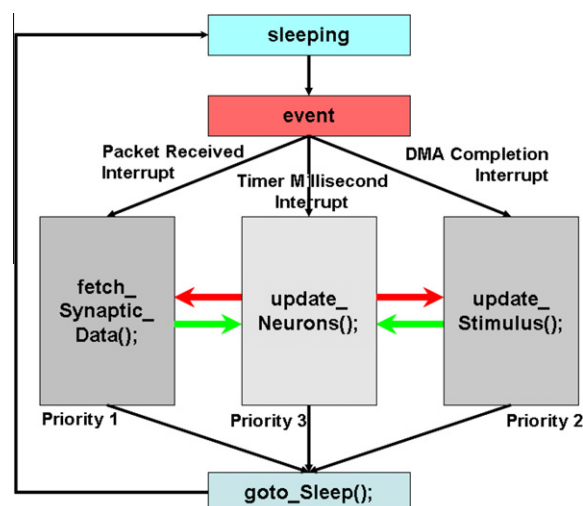 sleeping
event
Packet Received
Interrupt
Timer Millisecond
Interrupt
DMA Completion
Interrupt
fetch_
Synaptic_
Data();
update_
Neurons();
update_
Stimulus();
Priority 1
Priority 3
Priority 2
goto_Sleep();